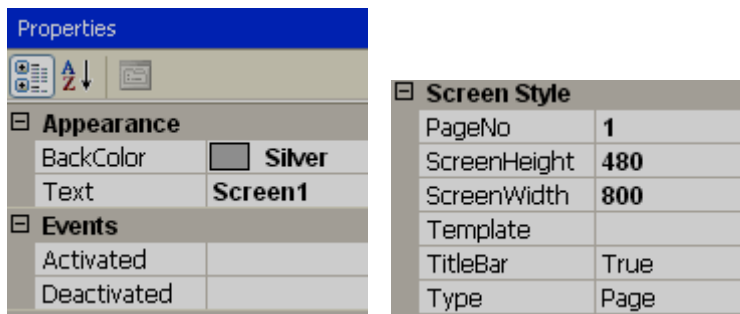 Properties
A Z
Appearance
BackColor Silver
Text Screen1
Events
Activated
Deactivated
Screen Style
PageNo 1
ScreenHeight 480
ScreenWidth 800
Template
TitleBar True
Type Page